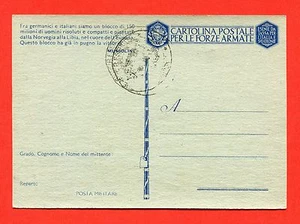 Fra germanici e italiani siamo un blocco di 150
milioni di uomini risoluti e compatti e piantati
dalla Norvegia alla Libia, nel cuore dell'Europa.
Questo blocco ha già in pugno la vittoria.
MUSSOLINI
CARTOLINA POSTALE
PER LE FORZE ARMATE
A
Grado, Cognome e Nome del mittente
Reparto
POSTA MILITARE